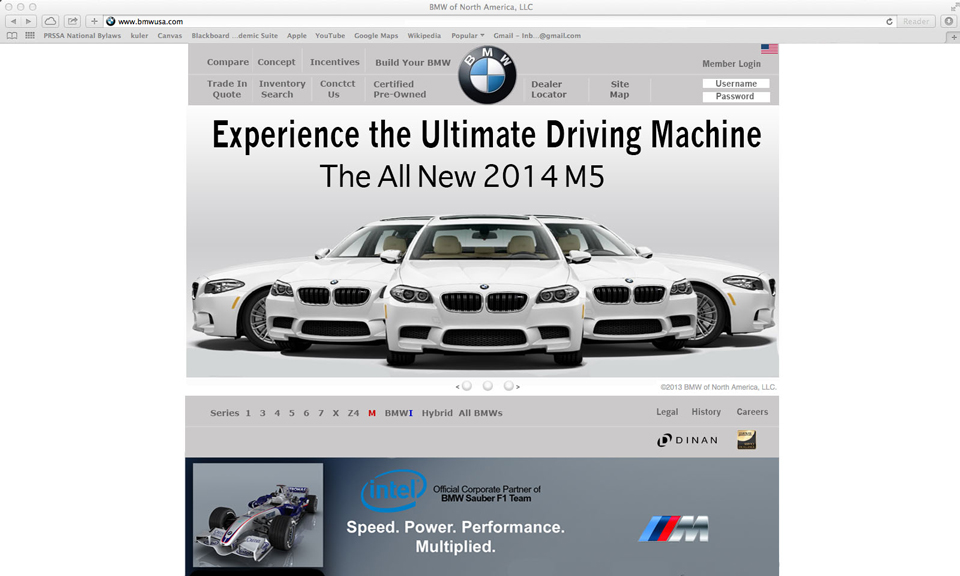 BMW of North America, LLC
www.bmwusa.com
Reader
PRSSA National Bylaws kuler Canvas Blackboard ...demic Suite Apple YouTube Google Maps Wikipedia Popular Gmail – Inb...@gmail.com
Compare Concept Incentives Build Your BMW
BMW
Member Login
Username
Password
Trade In Quote
Inventory Search
Conctct Us
Certified Pre-Owned
Dealer Locator
Site Map
Experience the Ultimate Driving Machine
The All New 2014 M5
< >
©2013 BMW of North America, LLC.
Series 1 3 4 5 6 7 X Z4 M BMWI Hybrid All BMWs
Legal History Careers
DINAN
intel
Official Corporate Partner of
BMW Sauber F1 Team
Speed. Power. Performance.
Multiplied.
M